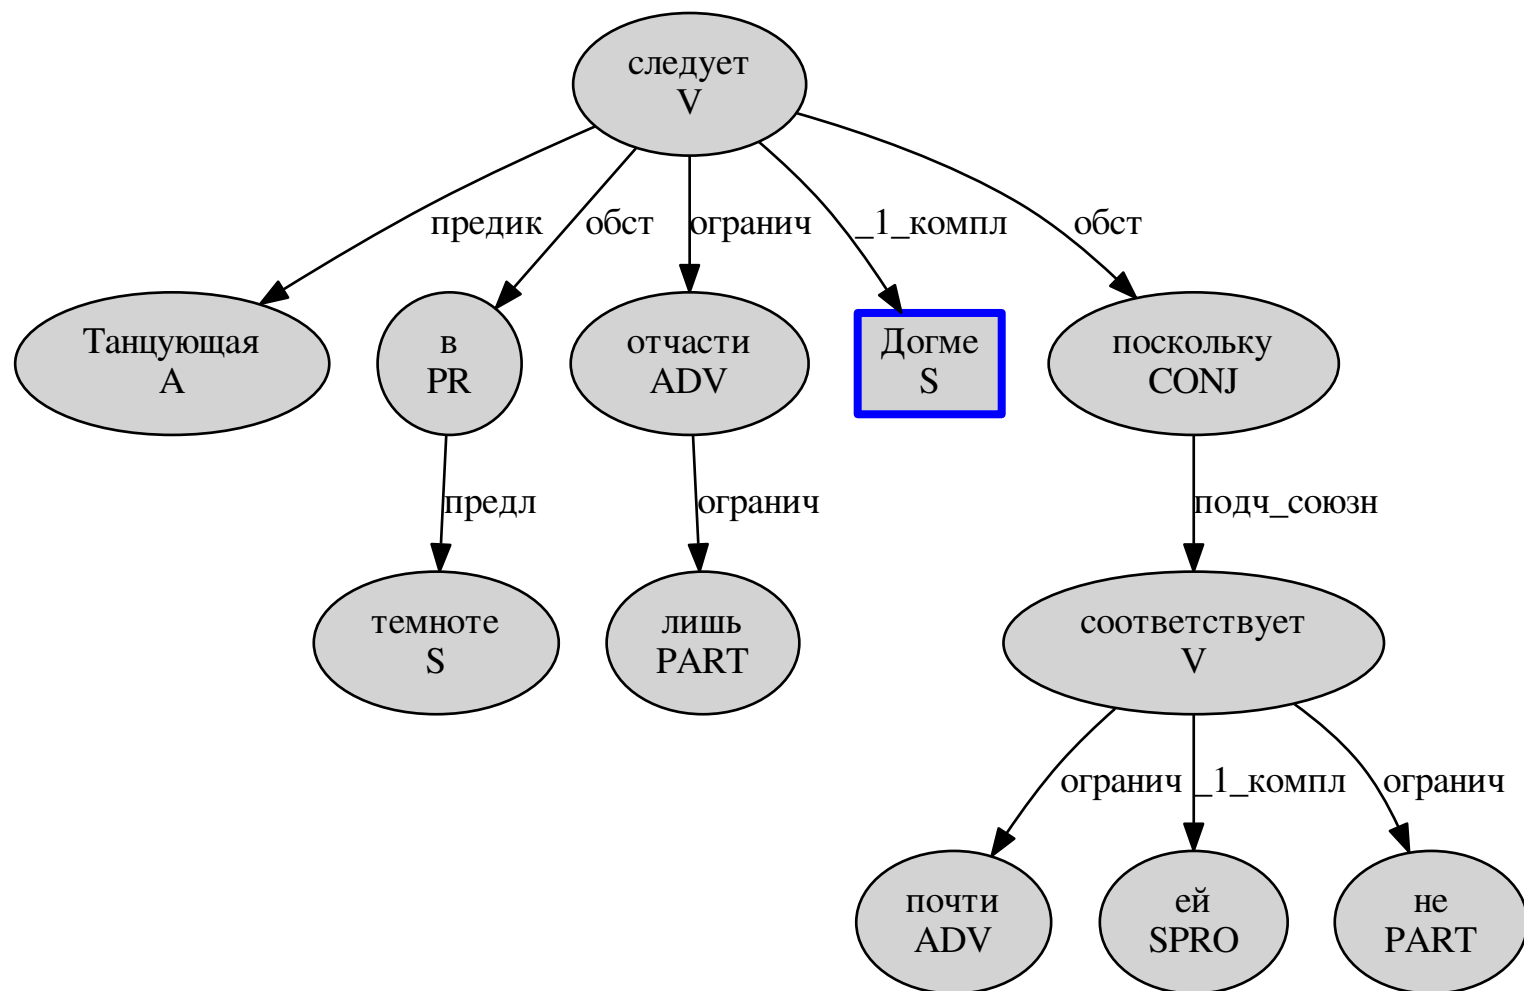 следует
V
предик
обст
огранич
_1_компл
обст
Танцующая
A
в
PR
отчасти
ADV
Догме
S
поскольку
CONJ
предл
огранич
подч_союзн
темноте
S
лишь
PART
соответствует
V
огранич
_1_компл
огранич
почти
ADV
ей
SPRO
не
PART